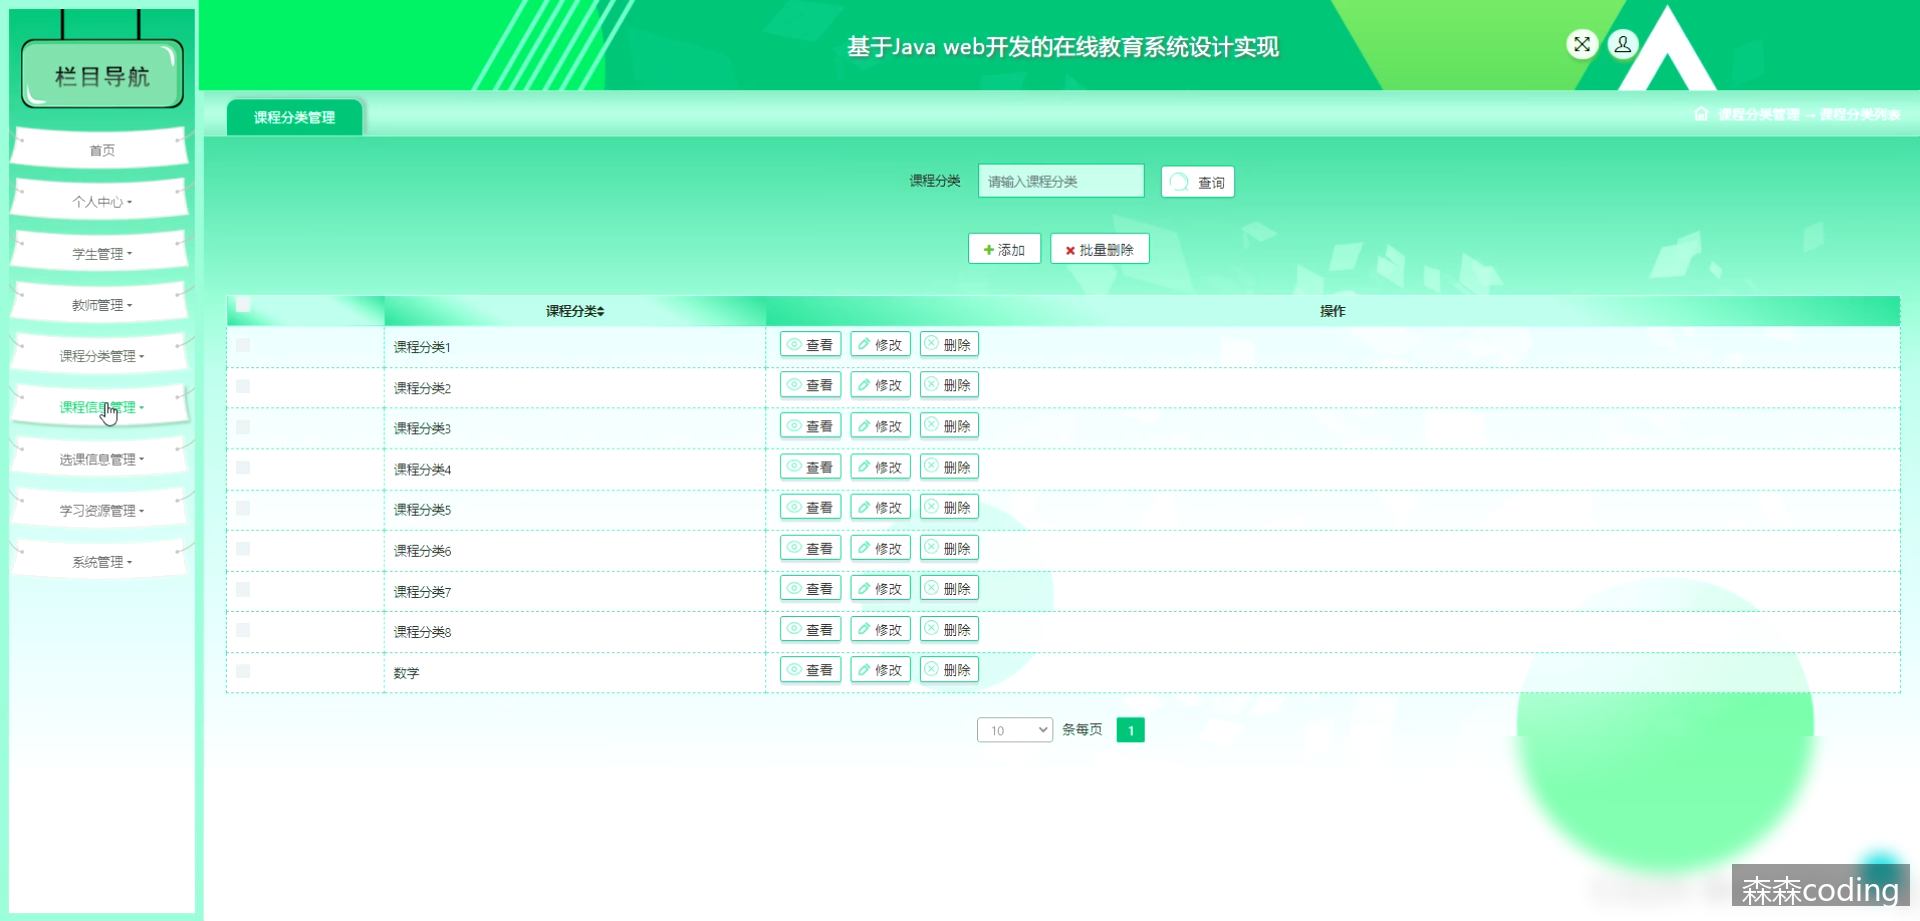 栏目导航
首页
个人中心
学生管理
教师管理
课程分类管理
课程信息管理
选课信息管理
学习资源管理
系统管理
基于Java web开发的在线教育系统设计实现
课程分类管理
课程分类管理 → 课程分类列表
课程分类 请输入课程分类 查询
添加 批量删除
课程分类 操作
课程分类1 查看 修改 删除
课程分类2 查看 修改 删除
课程分类3 查看 修改 删除
课程分类4 查看 修改 删除
课程分类5 查看 修改 删除
课程分类6 查看 修改 删除
课程分类7 查看 修改 删除
课程分类8 查看 修改 删除
数学 查看 修改 删除
10 条每页 1
森森coding